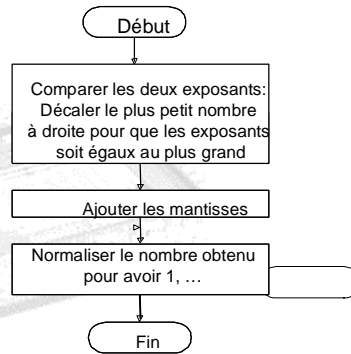 Début
Comparer les deux exposants:
Décaler le plus petit nombre
à droite pour que les exposants
soit égaux au plus grand
Ajouter les mantisses
Normaliser le nombre obtenu
pour avoir 1, …
Fin